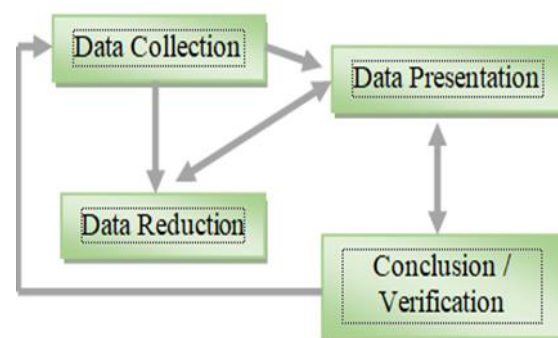 Data Collection
Data Presentation
Data Reduction
Conclusion /
Verification